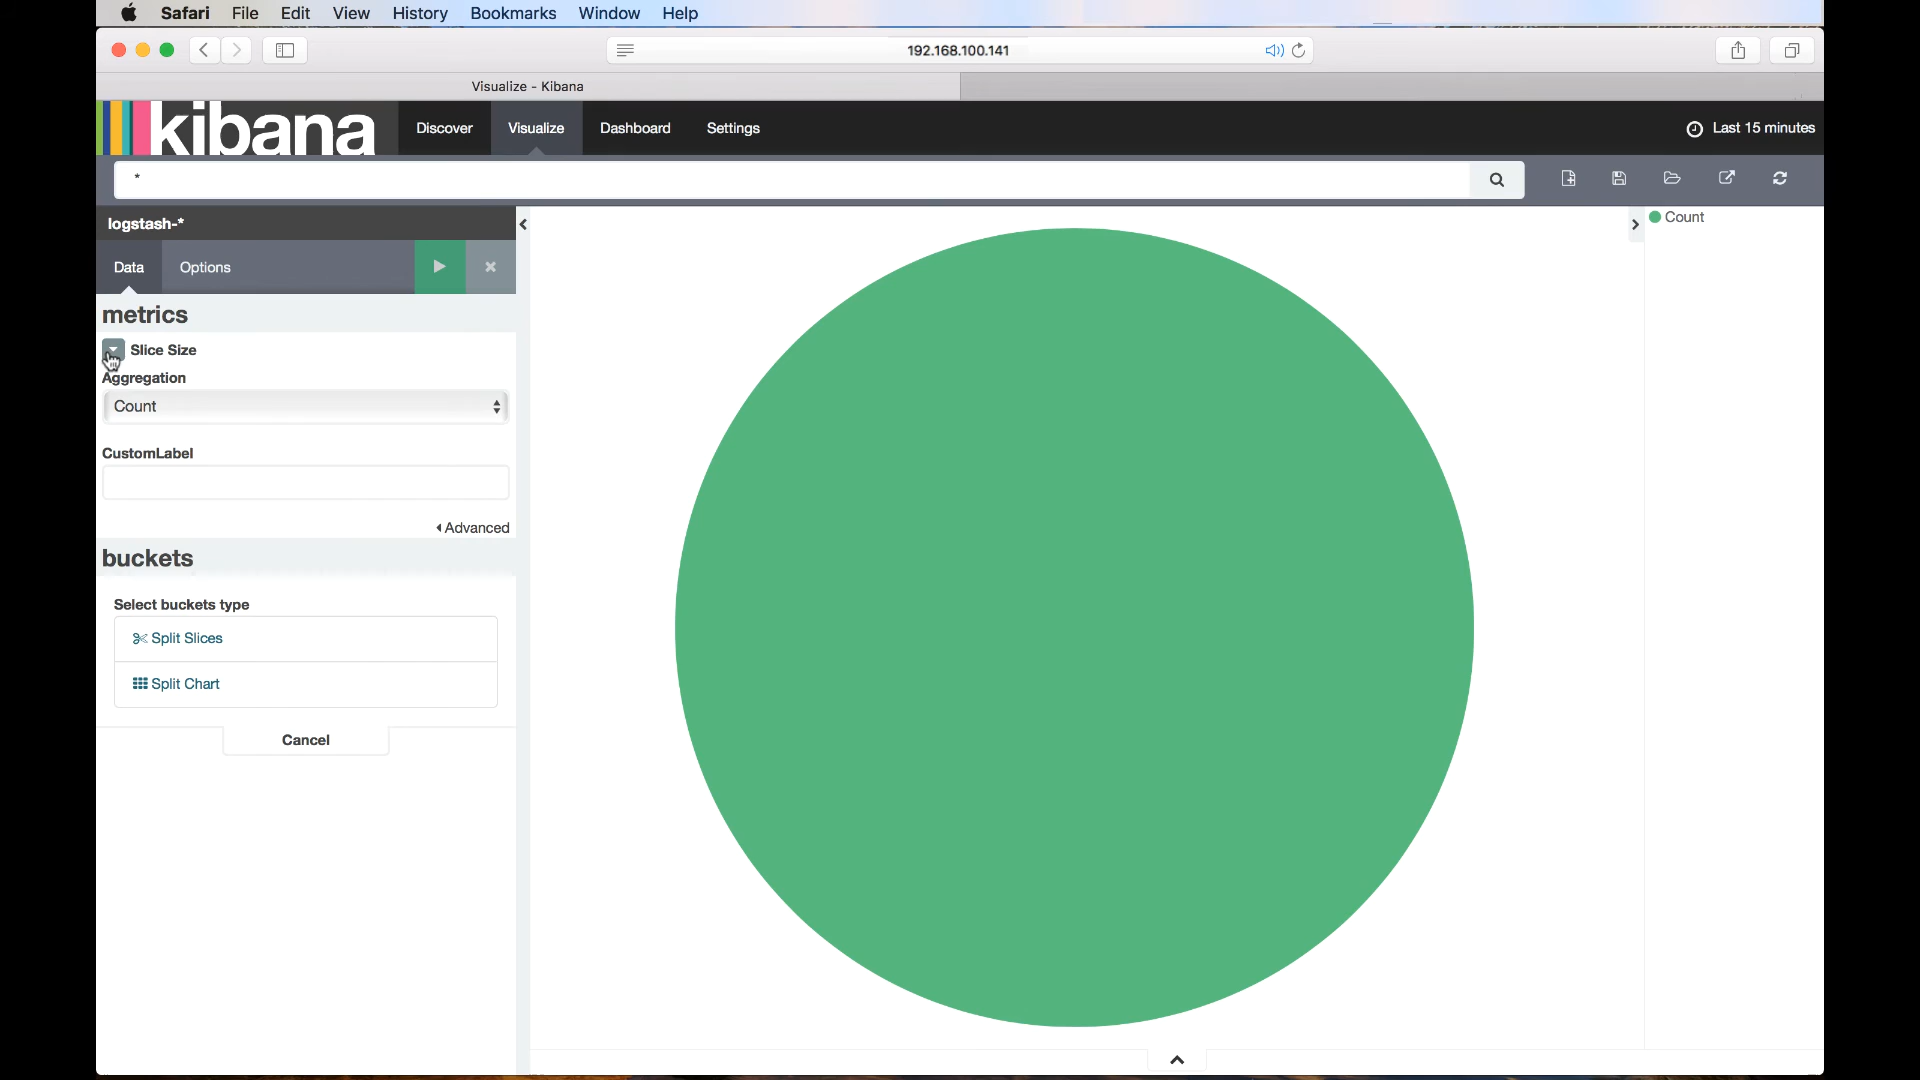 Safari File Edit View History Bookmarks Window Help
192.168.100.141
Visualize - Kibana
kibana Discover Visualize Dashboard Settings Last 15 minutes
*
logstash-*
Data Options
metrics
Slice Size
Aggregation
Count
CustomLabel
Advanced
buckets
Select buckets type
Split Slices
Split Chart
Cancel
Count